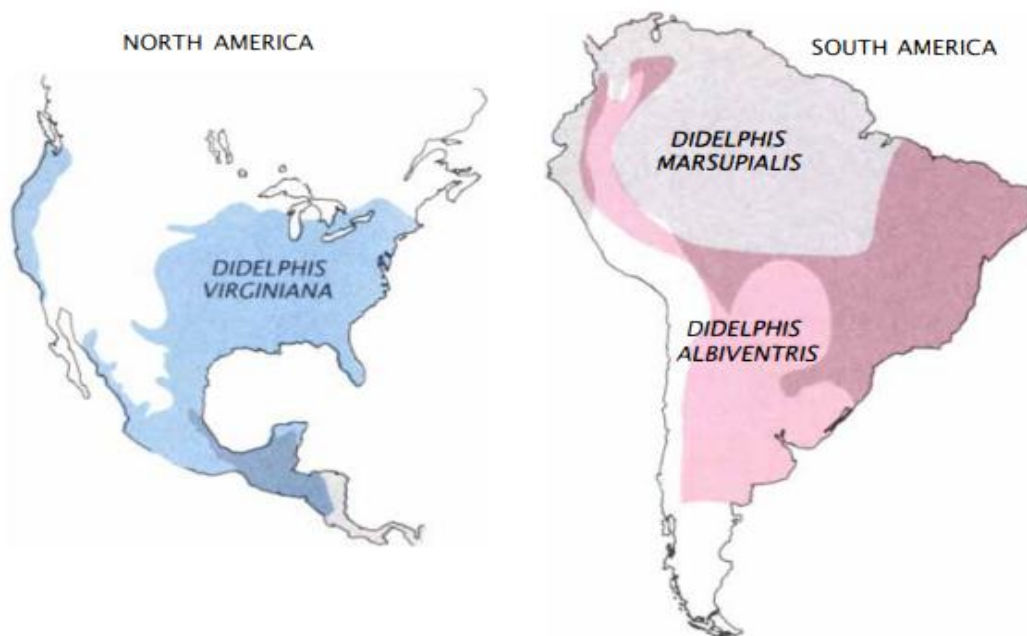 NORTH AMERICA
DIDELPHIS
VIRGINIANA
SOUTH AMERICA
DIDELPHIS
MARSUPIALIS
DIDELPHIS
ALBIVENTRIS